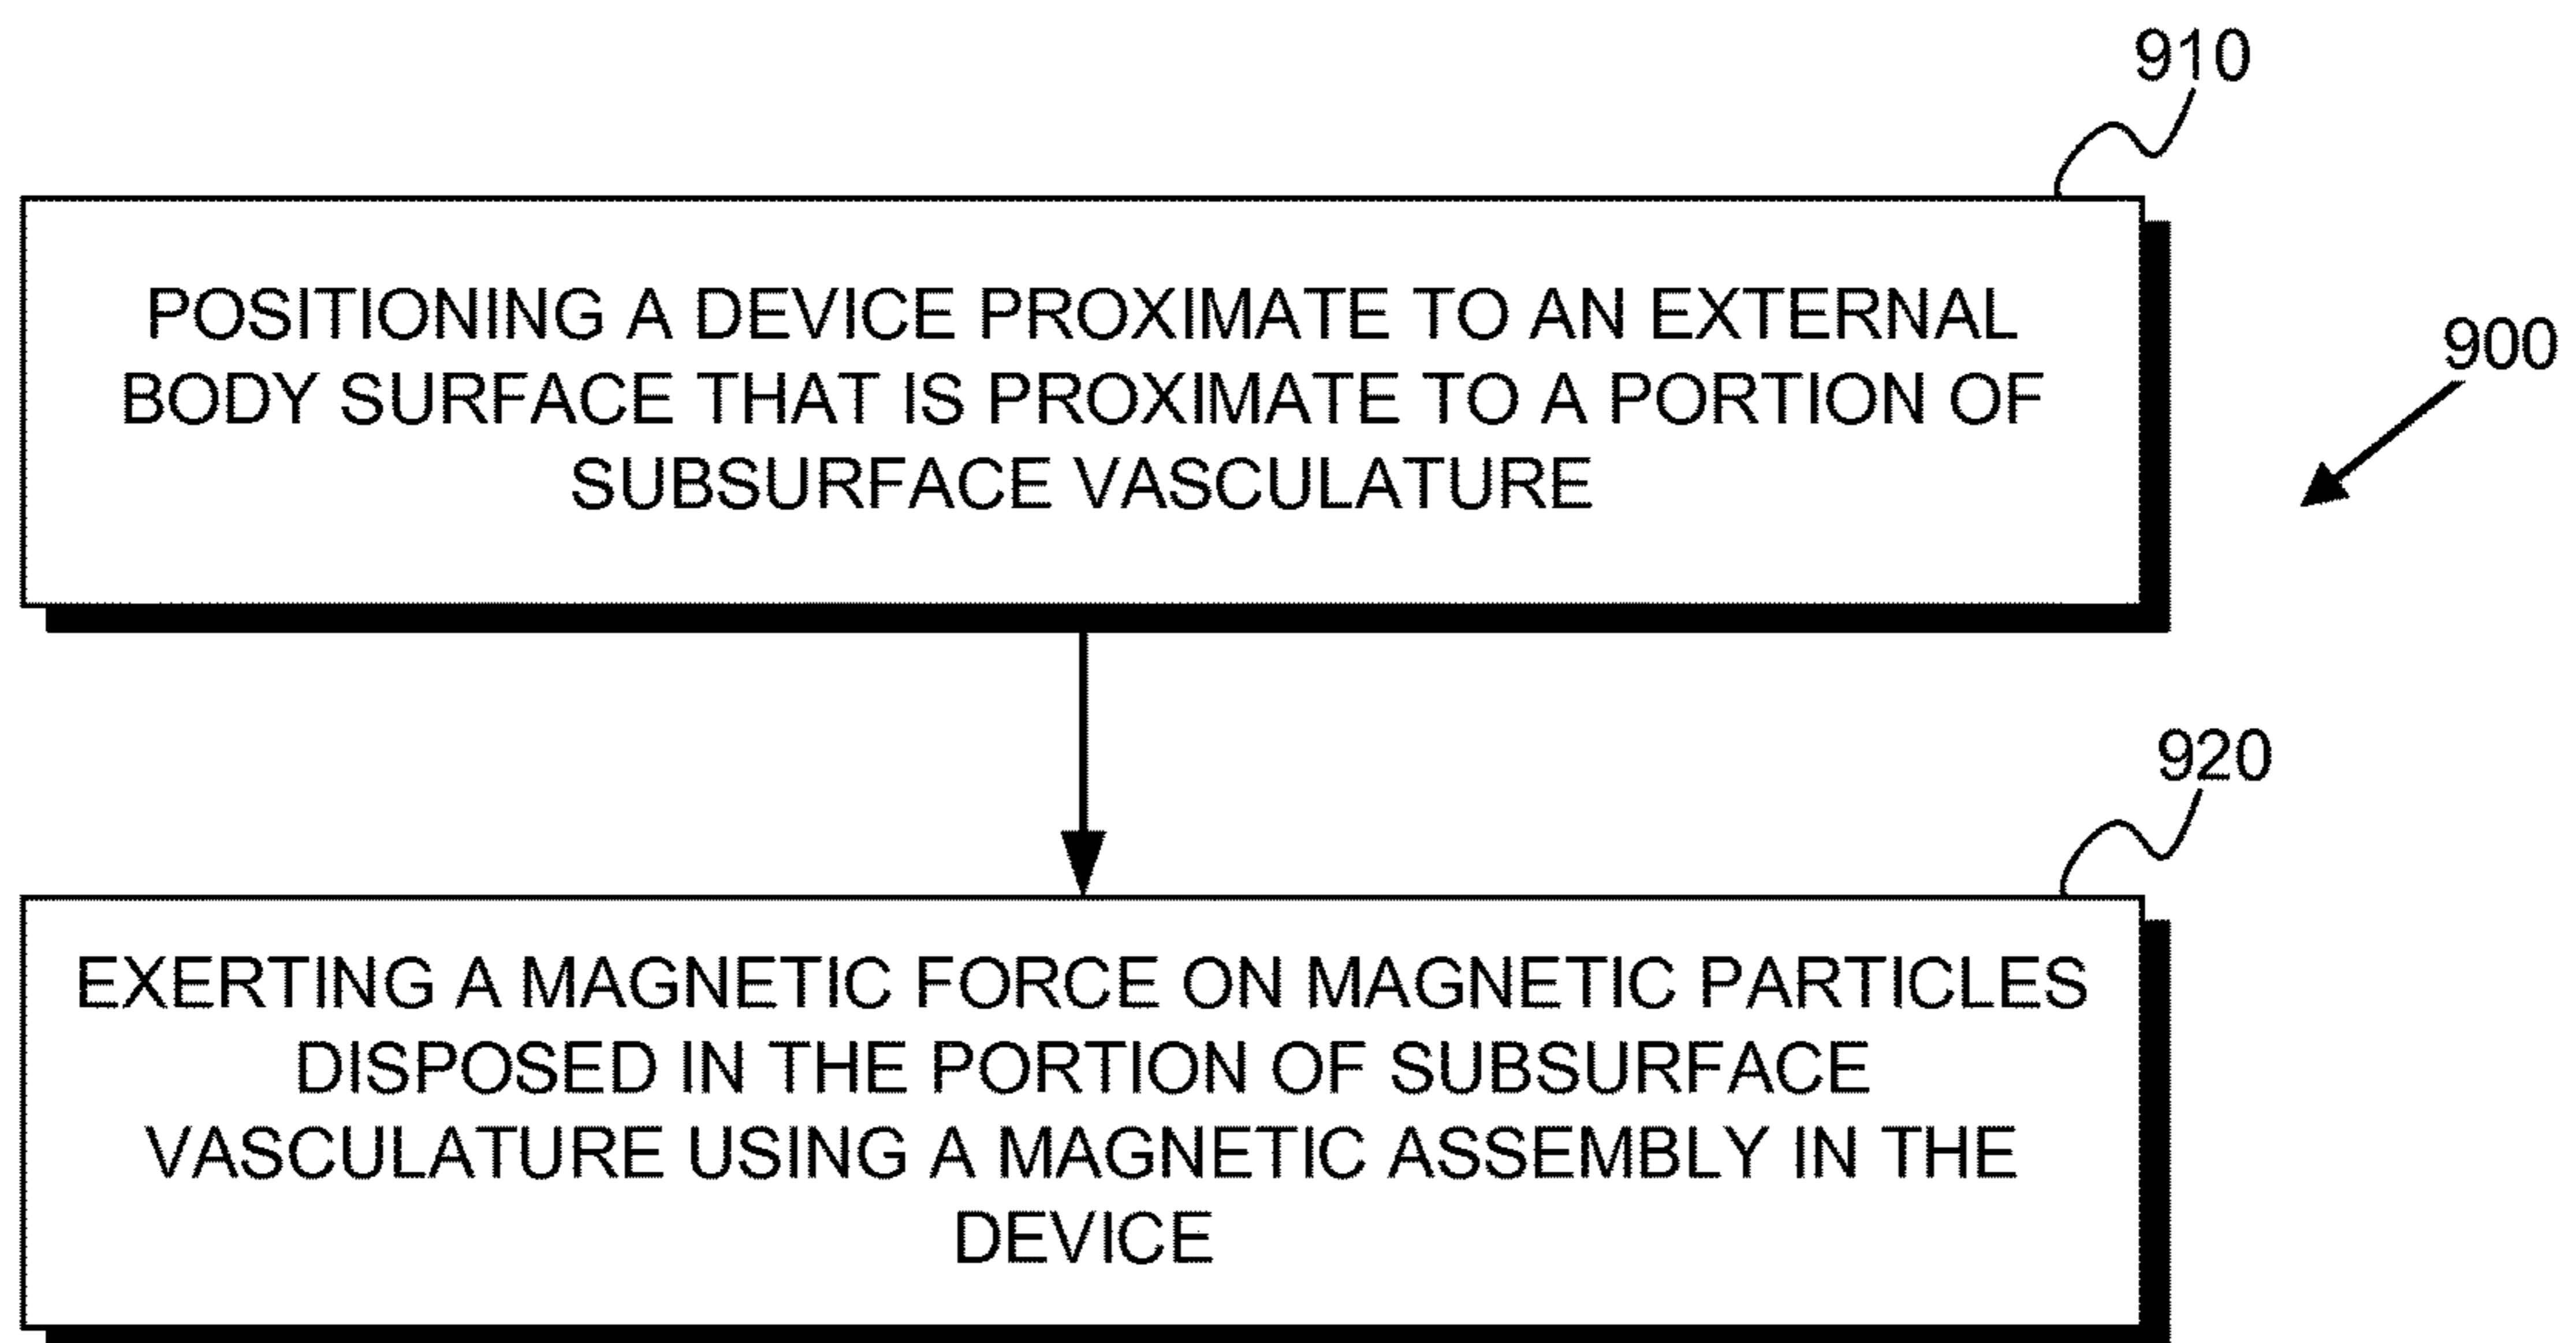 910
POSITIONING A DEVICE PROXIMATE TO AN EXTERNAL
BODY SURFACE THAT IS PROXIMATE TO A PORTION OF
SUBSURFACE VASCULATURE
900
920
EXERTING A MAGNETIC FORCE ON MAGNETIC PARTICLES
DISPOSED IN THE PORTION OF SUBSURFACE
VASCULATURE USING A MAGNETIC ASSEMBLY IN THE
DEVICE